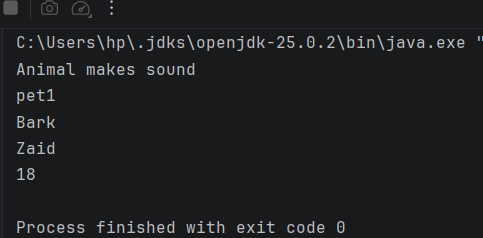 C:\Users\hp\.jdks\openjdk-25.0.2\bin\java.exe "
Animal makes sound
pet1
Bark
Zaid
18
Process finished with exit code 0